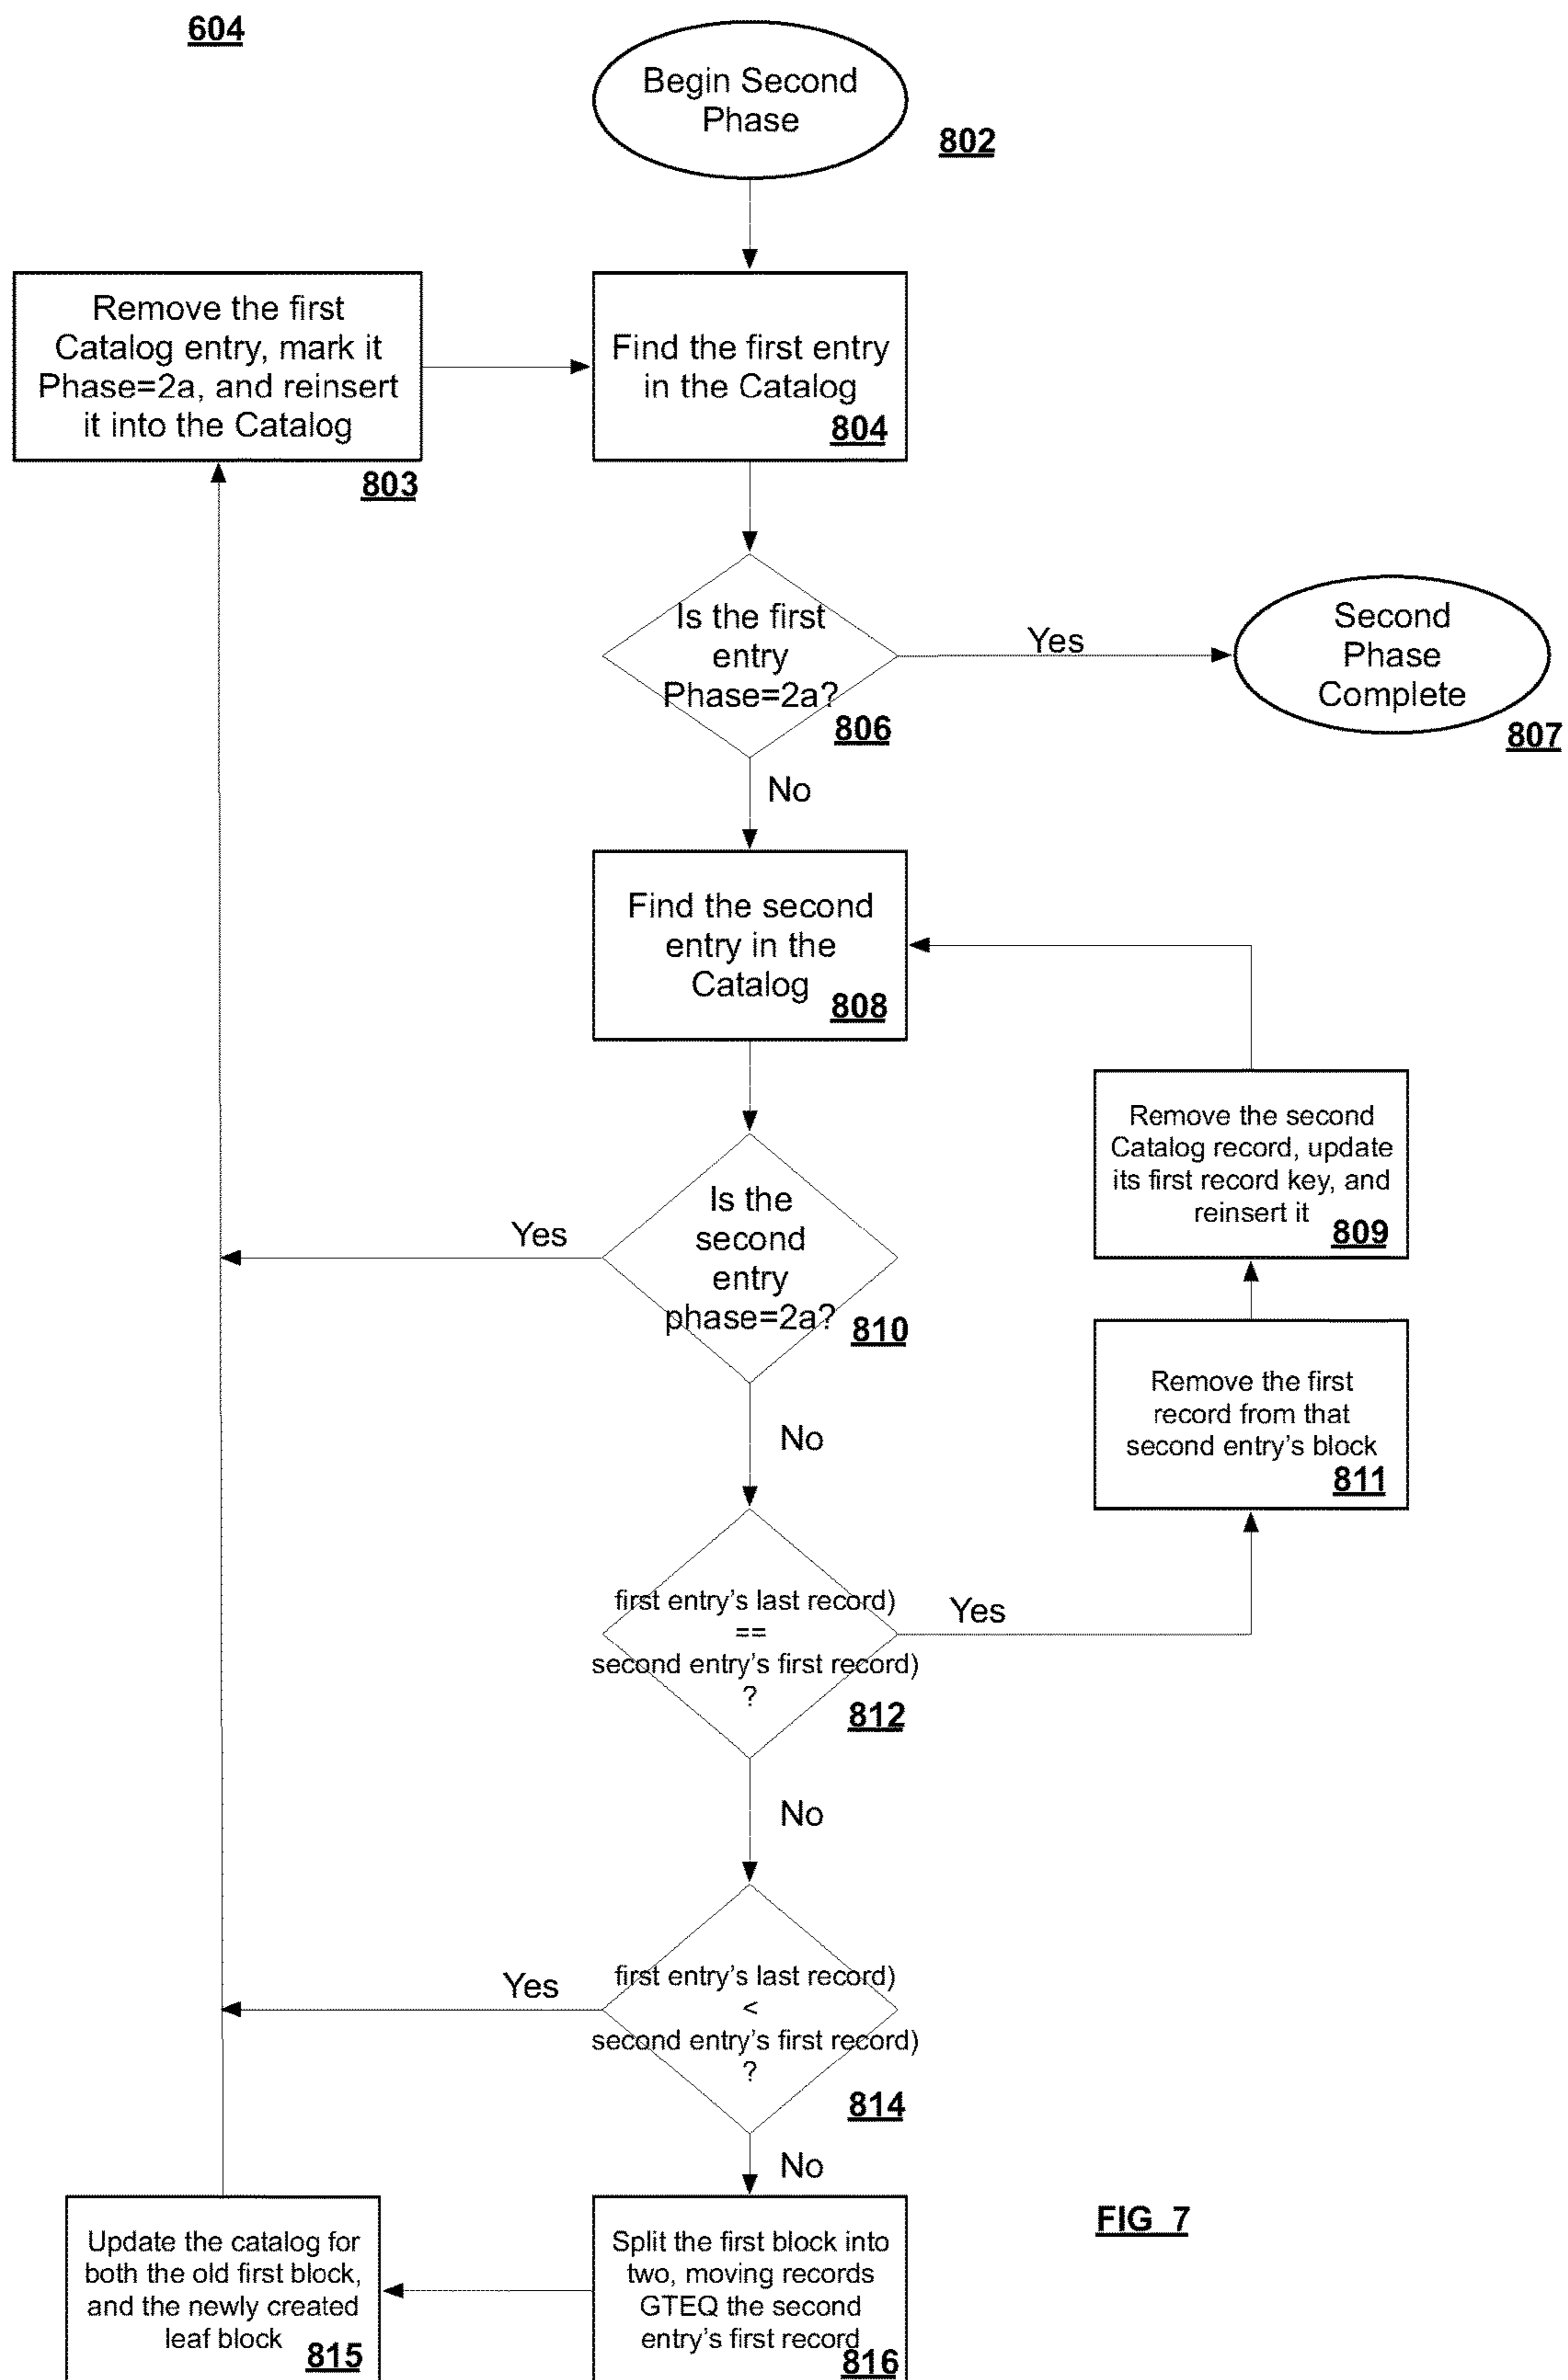 604
Begin Second
Phase
802
Remove the first
Catalog entry, mark it
Phase=2a, and reinsert
it into the Catalog
803
Find the first entry
in the Catalog
804
Is the first
entry
Phase=2a?
806
Yes
Second
Phase
Complete
807
No
Find the second
entry in the
Catalog
808
Remove the second
Catalog record, update
its first record key, and
reinsert it
809
Is the
second
entry
phase=2a?
810
Yes
Remove the first
record from that
second entry's block
811
No
first entry's last record)
==
second entry's first record)
?
812
Yes
No
first entry's last record)
<
second entry's first record)
?
814
Yes
No
Update the catalog for
both the old first block,
and the newly created
leaf block
815
Split the first block into
two, moving records
GTEQ the second
entry's first record
816
FIG 7